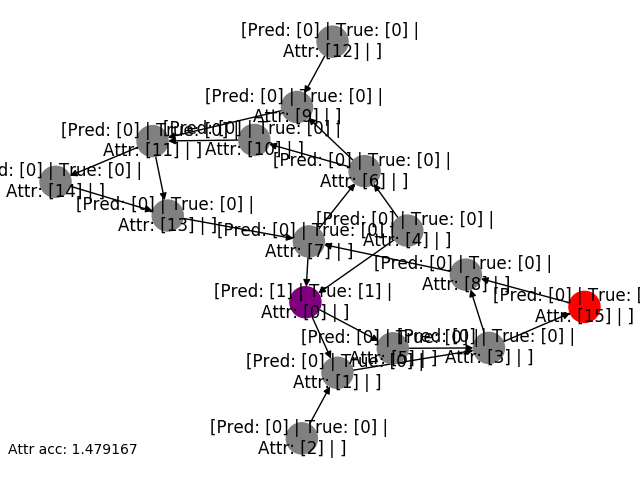 [Pred: [0] | True: [0] |
Attr: [12] | ]
[Pred: [0] | True: [0] |
Attr: [9] | ]
[Pred: [0] | True: [0] |
Attr: [10] | ]
[Pred: [0] | True: [0] |
Attr: [11] | ]
[Pred: [0] | True: [0] |
Attr: [6] | ]
d: [0] | True: [0] |
Attr: [14] | ]
[Pred: [0] | True: [0] |
Attr: [13] | ]
[Pred: [0] | True: [0] |
Attr: [4] | ]
[Pred: [0] | True: [0] |
Attr: [7] | ]
[Pred: [0] | True: [0] |
Attr: [8] | ]
[Pred: [1] | True: [1] |
Attr: [0] | ]
[Pred: [0] | True: [
Attr: [15] | ]
[Pred: [0] | True: [0] |
Attr: [5] | ]
[Pred: [0] | True: [0] |
Attr: [3] | ]
[Pred: [0] | True: [0] |
Attr: [1] | ]
[Pred: [0] | True: [0] |
Attr: [2] | ]
Attr acc: 1.479167